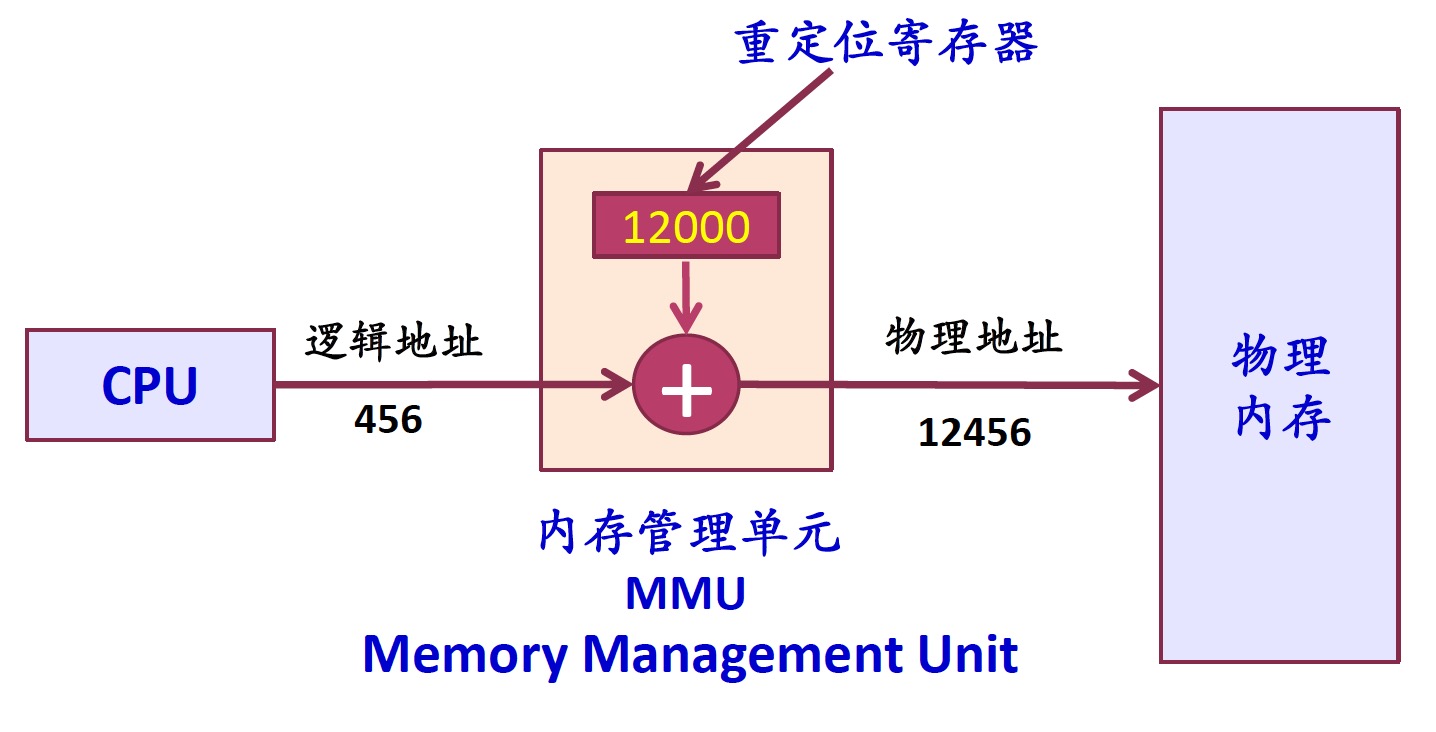 重定位寄存器
12000
逻辑地址
物理地址
CPU
456
+
12456
物理
内存
内存管理单元
MMU
Memory Management Unit